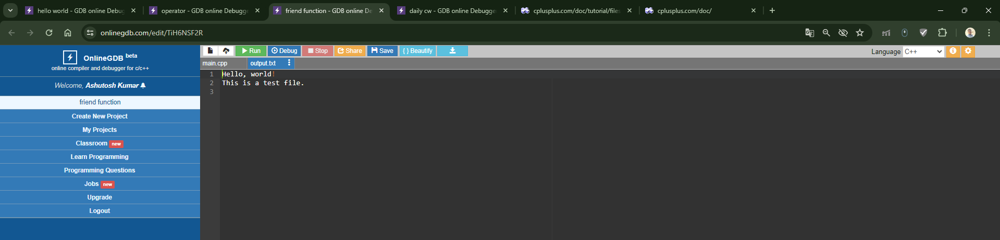 hello world - GDB online Debug
operator - GDB online Debugge
friend function - GDB online De
daily cw - GDB online Debugge
cplusplus.com/doc/tutorial/files
cplusplus.com/doc/
onlinegdb.com/edit/TiH6NSF2R
OnlineGDB beta
online compiler and debugger for c/c++
Welcome, Ashutosh Kumar
friend function
Create New Project
My Projects
Classroom new
Learn Programming
Programming Questions
Jobs new
Upgrade
Logout
Run Debug Stop Share Save { } Beautify
Language C++
main.cpp output.txt
1 Hello, world!
2 This is a test file.
3